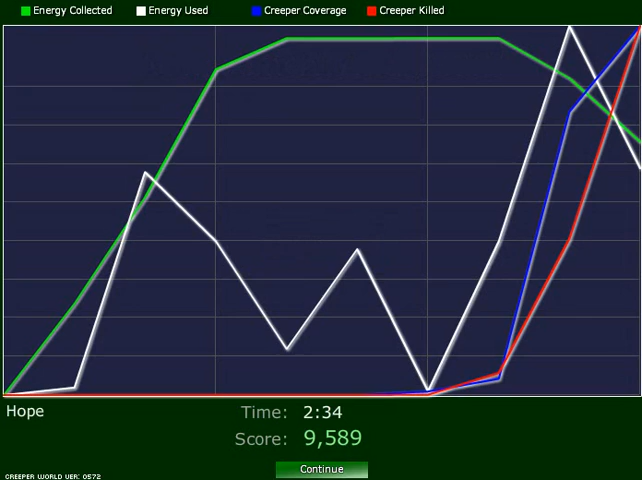 Energy Collected Energy Used Creeper Coverage Creeper Killed
Hope Time: 2:34
Score: 9,589
Continue
CREEPER WORLD VER: 0572